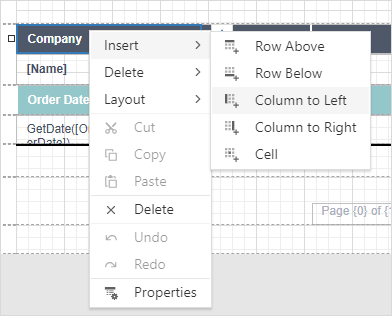 Company
[Name]
Order Date
GetDate([O
erDate])
Insert
Delete
Layout
Cut
Copy
Paste
Delete
Undo
Redo
Properties
Row Above
Row Below
Column to Left
Column to Right
Cell
Page {0} of {